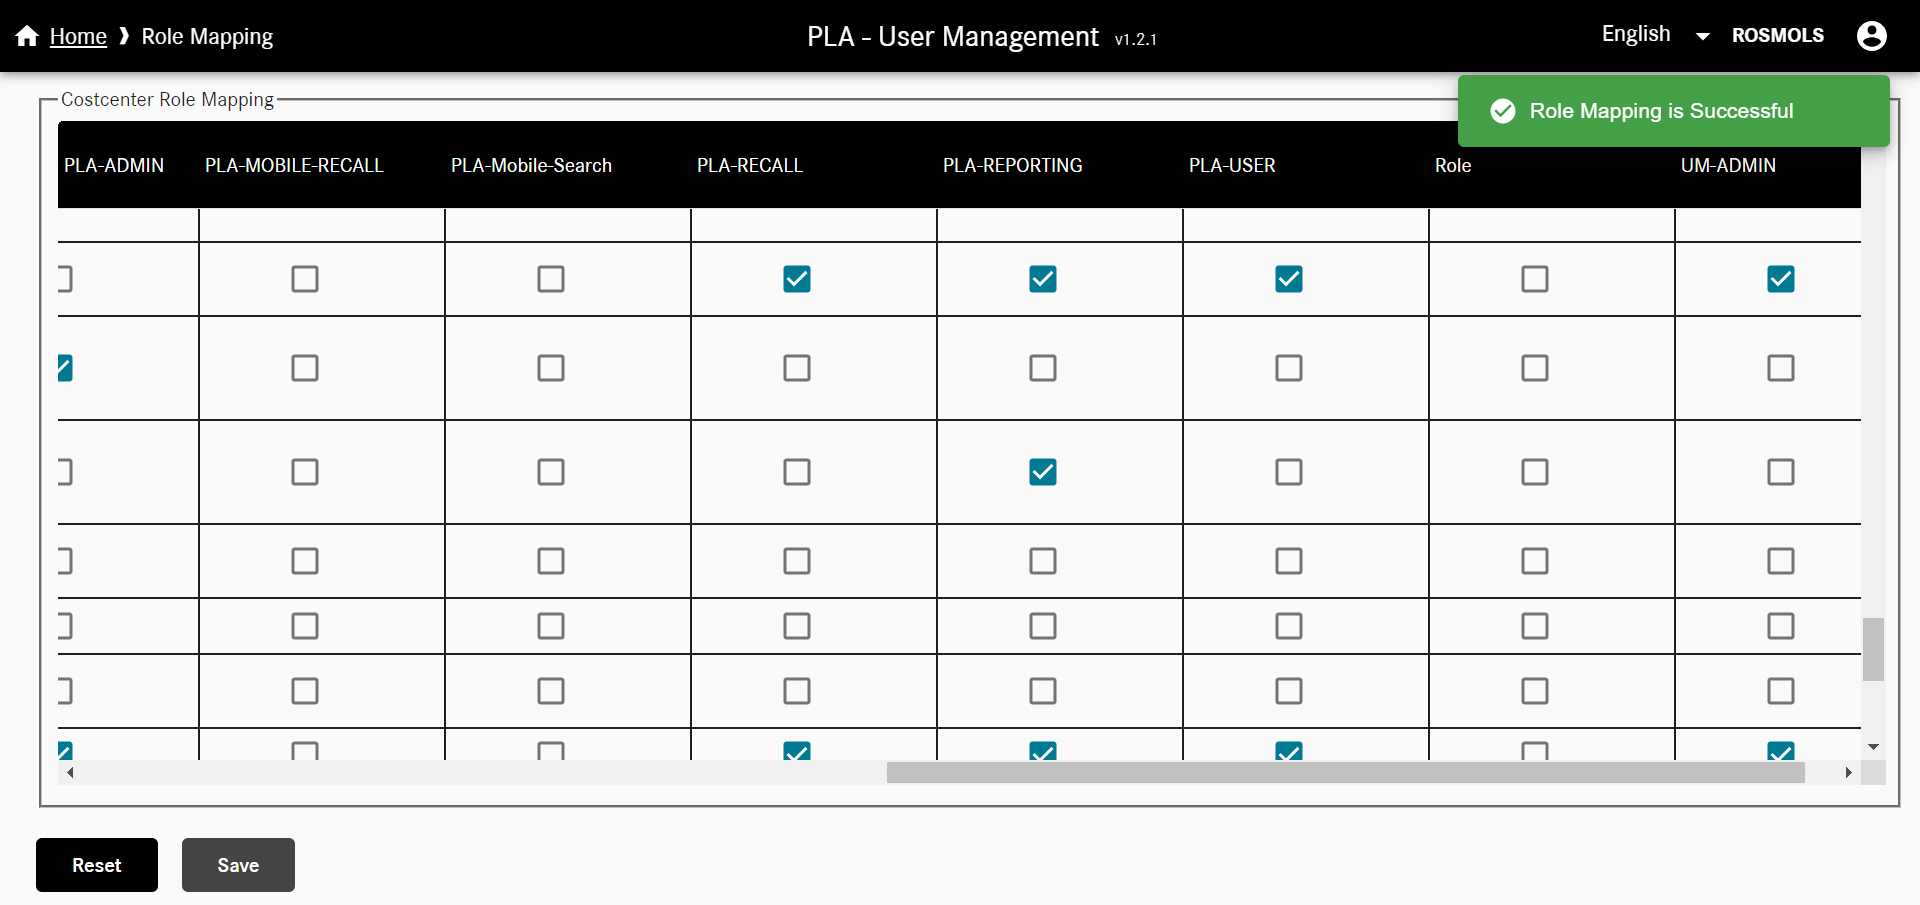 Home ❱ Role Mapping
PLA - User Management v1.2.1
English
ROSMOLS
Role Mapping is Successful
Costcenter Role Mapping
PLA-ADMIN PLA-MOBILE-RECALL PLA-Mobile-Search PLA-RECALL PLA-REPORTING PLA-USER Role UM-ADMIN
Reset Save